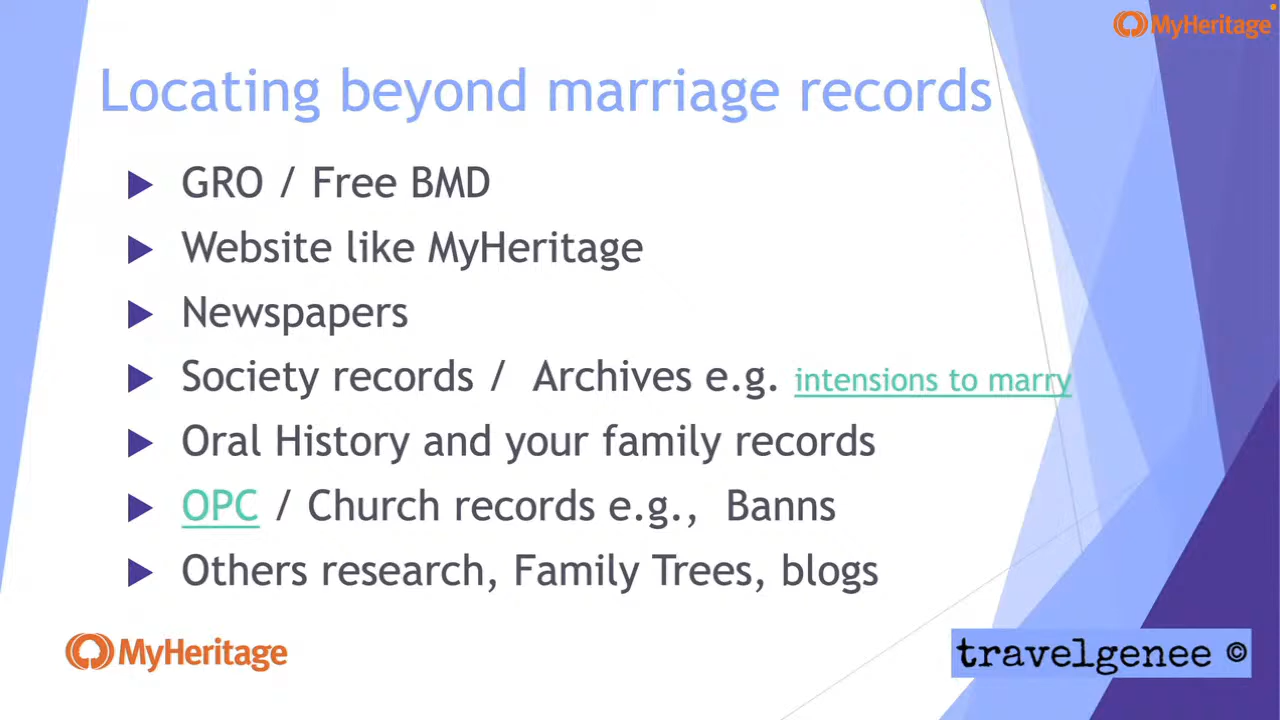 MyHeritage
Locating beyond marriage records
GRO / Free BMD
Website like MyHeritage
Newspapers
Society records / Archives e.g. intensions to marry
Oral History and your family records
OPC / Church records e.g., Banns
Others research, Family Trees, blogs
MyHeritage
travelgenee ©